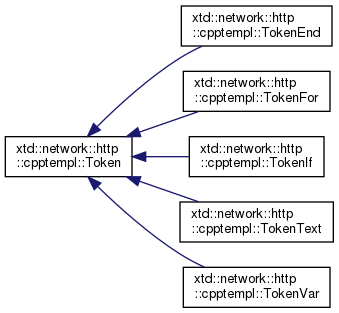 xtd::network::http
::cpptempl::TokenEnd
xtd::network::http
::cpptempl::TokenFor
xtd::network::http
::cpptempl::Token
xtd::network::http
::cpptempl::TokenIf
xtd::network::http
::cpptempl::TokenText
xtd::network::http
::cpptempl::TokenVar